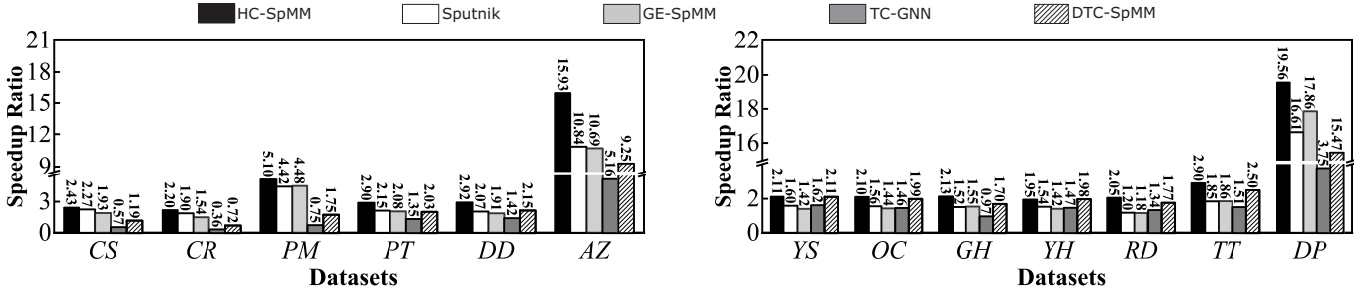 HC-SpMM Sputnik GE-SpMM TC-GNN DTC-SpMM
Speedup Ratio
21
18
15
12
9
3
0
2.43 2.27 1.93 0.57 1.19
2.20 1.90 1.54 0.36 0.72
5.10 4.42 4.48 0.75 1.75
2.90 2.15 2.08 1.35 2.03
2.92 2.07 1.91 1.42 2.15
15.93 10.84 10.69 5.16 9.25
CS CR PM PT DD AZ
Datasets
Speedup Ratio
22
20
18
16
2
0
2.11 1.60 1.42 1.62 2.11
2.10 1.56 1.44 1.46 1.99
2.13 1.52 1.55 0.97 1.70
1.95 1.54 1.42 1.47 1.98
2.05 1.20 1.18 1.34 1.77
2.90 1.85 1.86 1.51 2.50
19.56 16.61 17.86 3.75 15.47
YS OC GH YH RD TT DP
Datasets